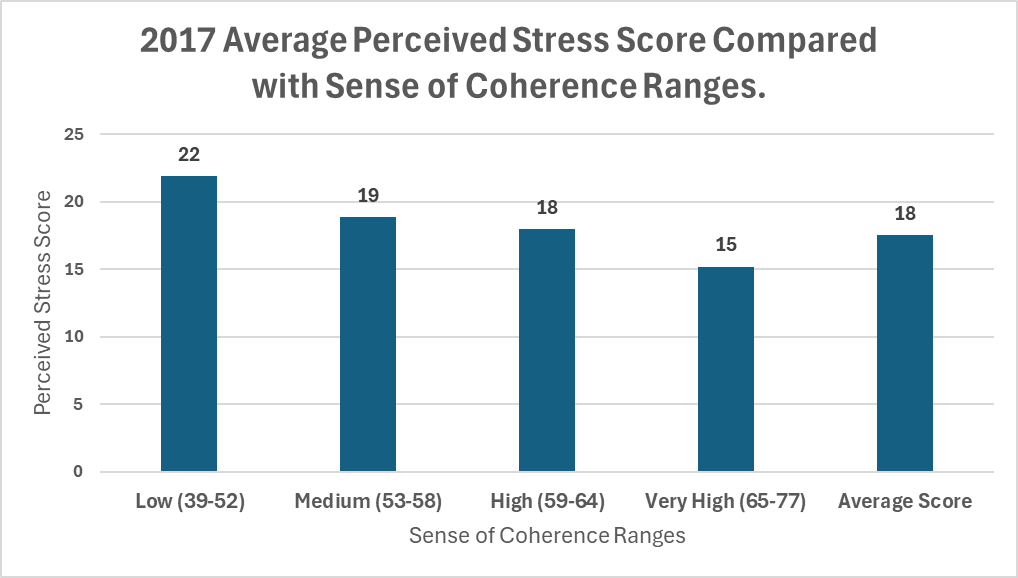 2017 Average Perceived Stress Score Compared
with Sense of Coherence Ranges.
25
20
15
10
5
0
Perceived Stress Score
22
19
18
15
18
Low (39-52)
Medium (53-58)
High (59-64)
Very High (65-77)
Average Score
Sense of Coherence Ranges